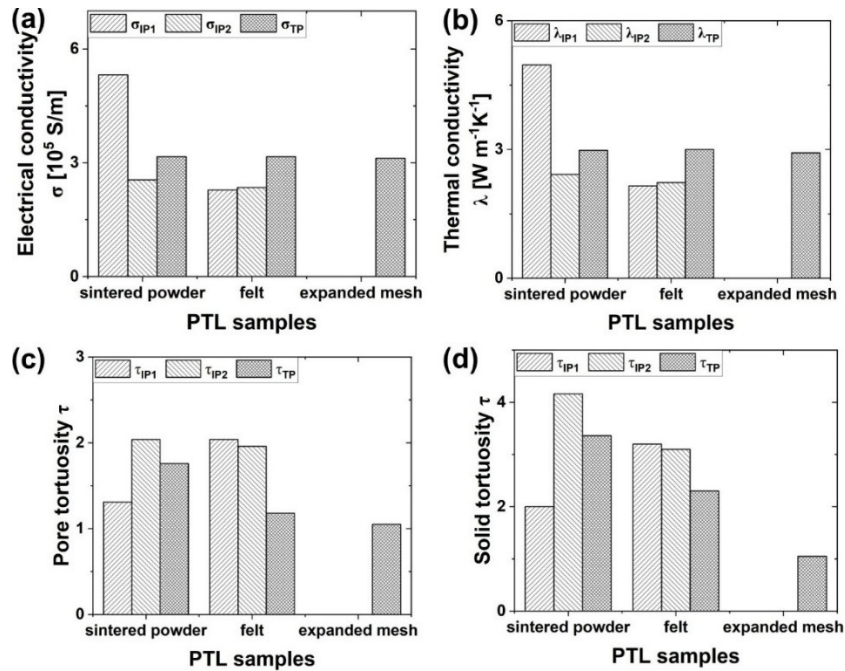 (a)
σIP1 σIP2 σTP
Electrical conductivity
σ [10⁵ S/m]
6
3
0
sintered powder felt expanded mesh
PTL samples
(b)
λIP1 λIP2 λTP
Thermal conductivity
λ [W m⁻¹K⁻¹]
6
3
0
sintered powder felt expanded mesh
PTL samples
(c)
τIP1 τIP2 τTP
Pore tortuosity τ
3
2
1
0
sintered powder felt expanded mesh
PTL samples
(d)
τIP1 τIP2 τTP
Solid tortuosity τ
4
2
0
sintered powder felt expanded mesh
PTL samples